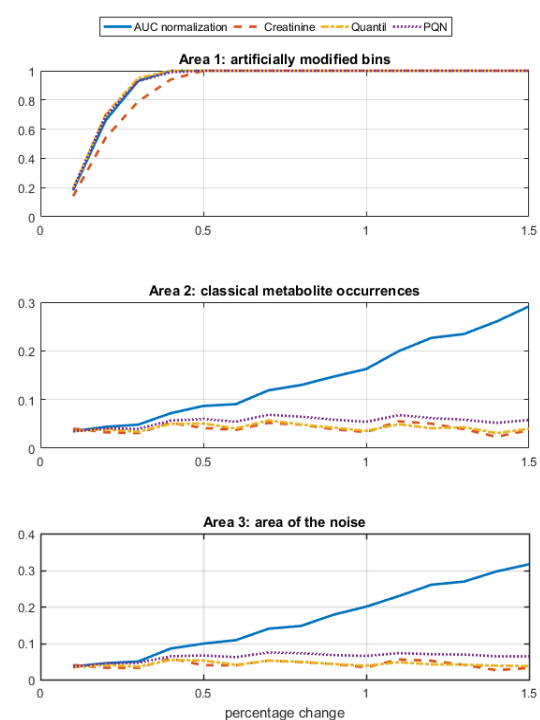 AUC normalization Creatinine Quantil PQN
Area 1: artificially modified bins
1
0.8
0.6
0.4
0.2
0
0 0.5 1 1.5
Area 2: classical metabolite occurrences
0.3
0.2
0.1
0
0 0.5 1 1.5
Area 3: area of the noise
0.4
0.3
0.2
0.1
0
0 0.5 1 1.5
percentage change